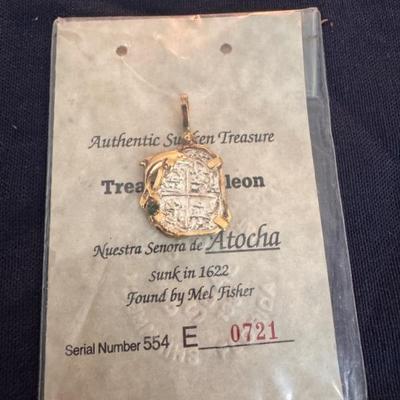 Authentic Sunken Treasure
Nuestra Senora de Atocha
sunk in 1622
Found by Mel Fisher
Serial Number 554 E 0721